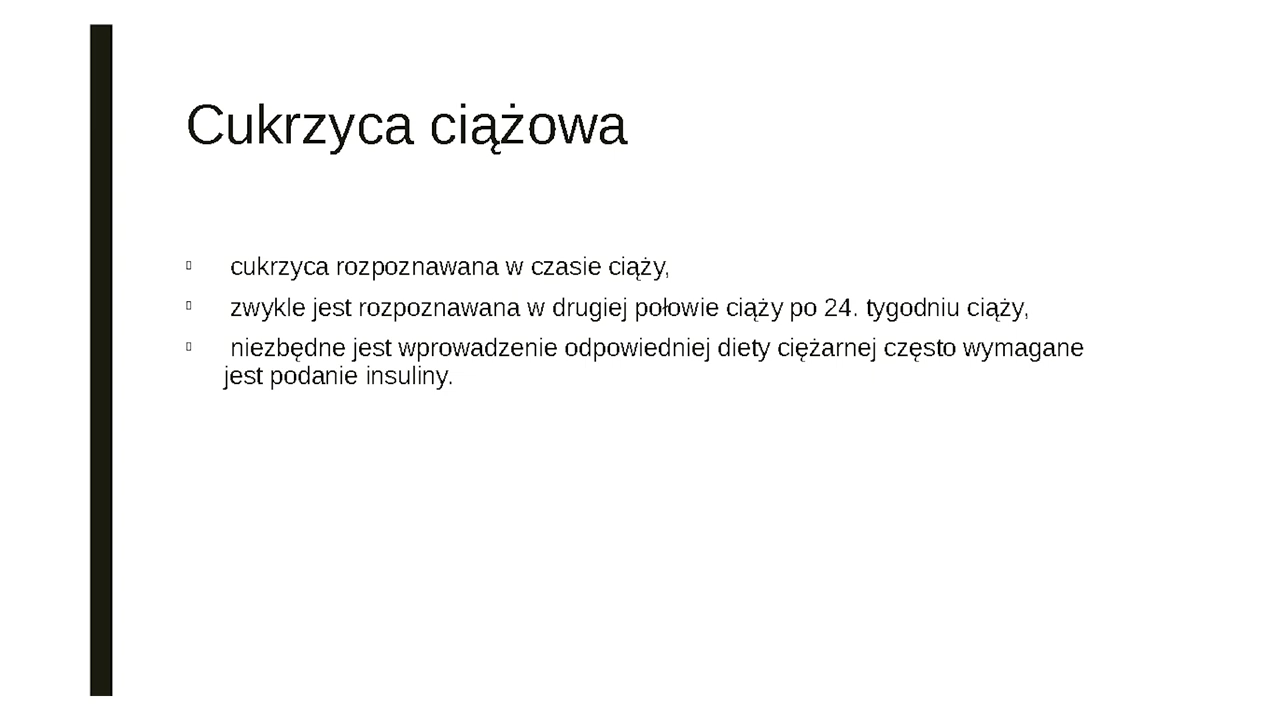 Cukrzyca ciążowa
cukrzyca rozpoznawana w czasie ciąży,
zwykle jest rozpoznawana w drugiej połowie ciąży po 24. tygodniu ciąży,
niezbędne jest wprowadzenie odpowiedniej diety ciężarnej często wymagane
jest podanie insuliny.